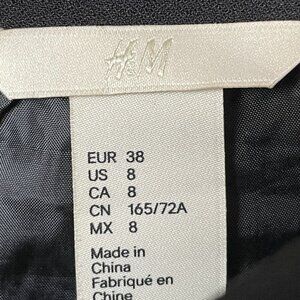 H&M
EUR 38
US 8
CA 8
CN 165/72A
MX 8
Made in
China
Fabriqué en
Chine